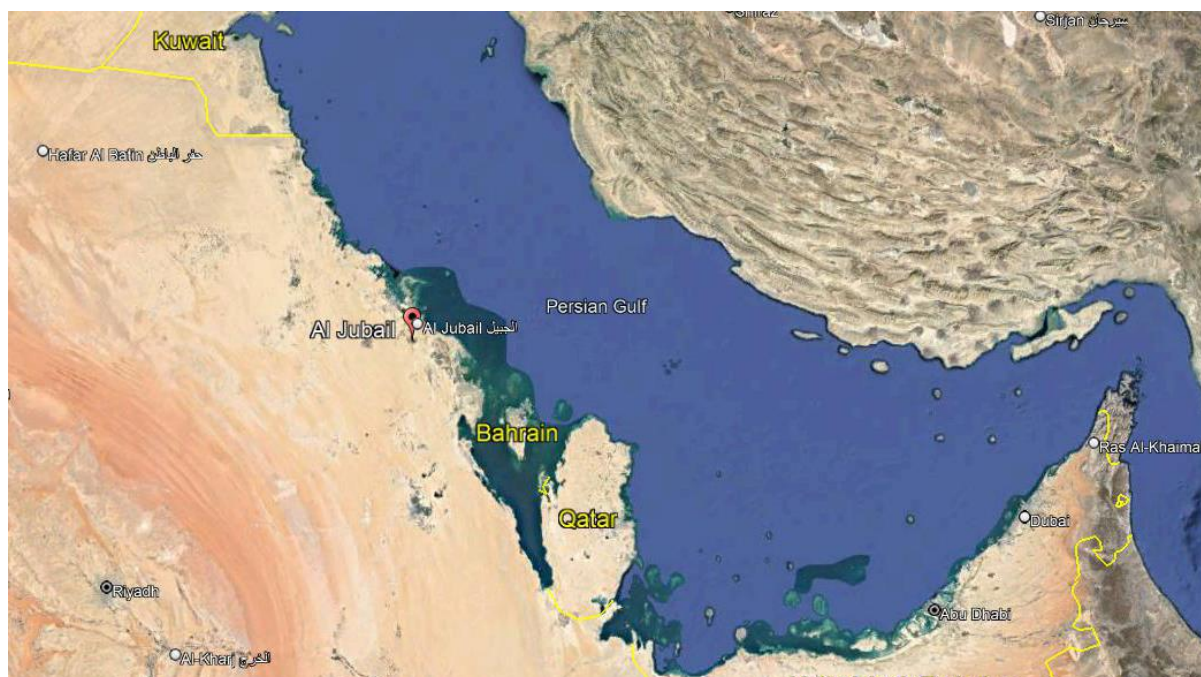 Sirjan سیرجان
Kuwait
Hafar Al Batin حفر الباطن
Persian Gulf
Al Jubail
Al Jubail الجبيل
Bahrain
Ras Al-Khaima
Qatar
Dubai
Riyadh
Abu Dhabi
Al-Kharj الخرج